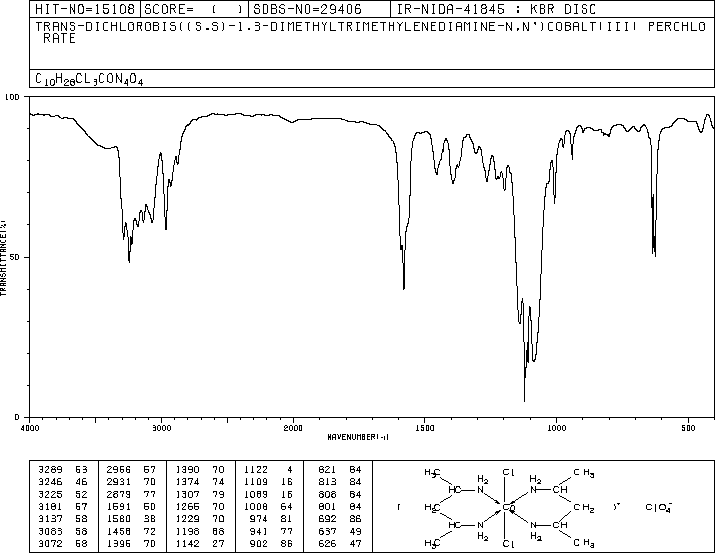 HIT-NO=15108 SCORE= ( ) SDBS-NO=29406 IR-NIDA-41845 : KBR DISC
TRANS-DICHLOROBIS((S,S)-1,3-DIMETHYLTRIMETHYLENEDIAMINE-N,N')COBALT(III) PERCHLO
RATE
C10H28CL3CON4O4
100
50
0
TRANSMITTANCE(%)
4000 3000 2000 1500 1000 500
WAVENUMBER(-1)
3289 53 2966 57 1390 70 1122 4 821 84
3246 46 2931 70 1374 74 1109 16 813 84
3225 52 2879 77 1307 79 1089 16 808 84
3181 57 1591 50 1266 70 1008 64 801 84
3137 58 1580 38 1229 70 974 81 692 86
3083 58 1458 72 1198 68 941 77 637 49
3072 58 1396 70 1142 27 902 86 626 47
H3C H2 Cl H2 CH3
CH N N CH
( H2C Co CH2 )+ ClO4-
CH N N CH
H3C H2 Cl H2 CH3